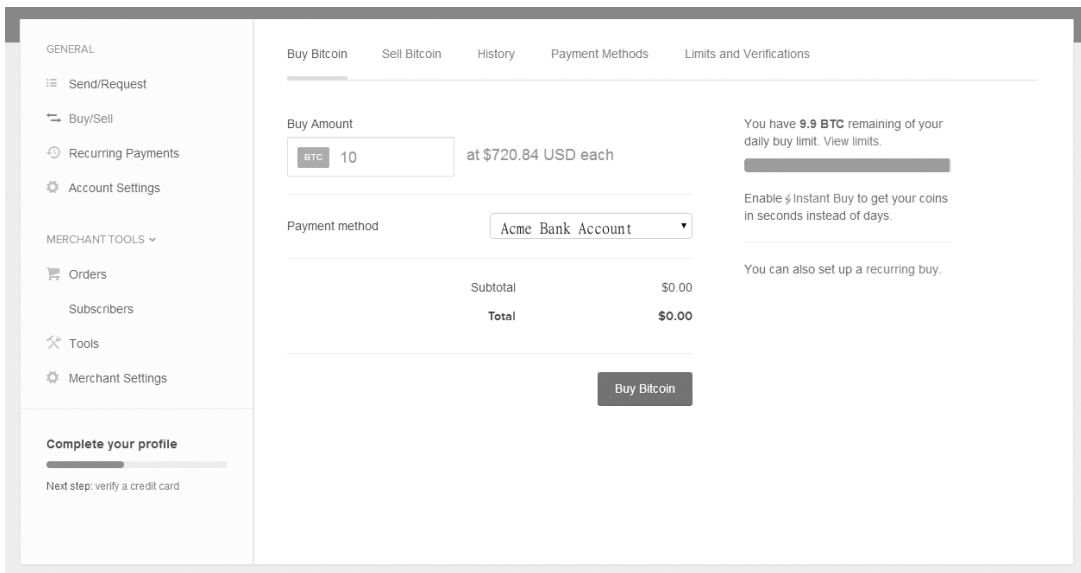 GENERAL
Send/Request
Buy/Sell
Recurring Payments
Account Settings
MERCHANT TOOLS
Orders
Subscribers
Tools
Merchant Settings
Complete your profile
Next step: verify a credit card
Buy Bitcoin Sell Bitcoin History Payment Methods Limits and Verifications
Buy Amount
BTC 10 at $720.84 USD each
Payment method Acme Bank Account
Subtotal $0.00
Total $0.00
Buy Bitcoin
You have 9.9 BTC remaining of your
daily buy limit. View limits.
Enable Instant Buy to get your coins
in seconds instead of days.
You can also set up a recurring buy.